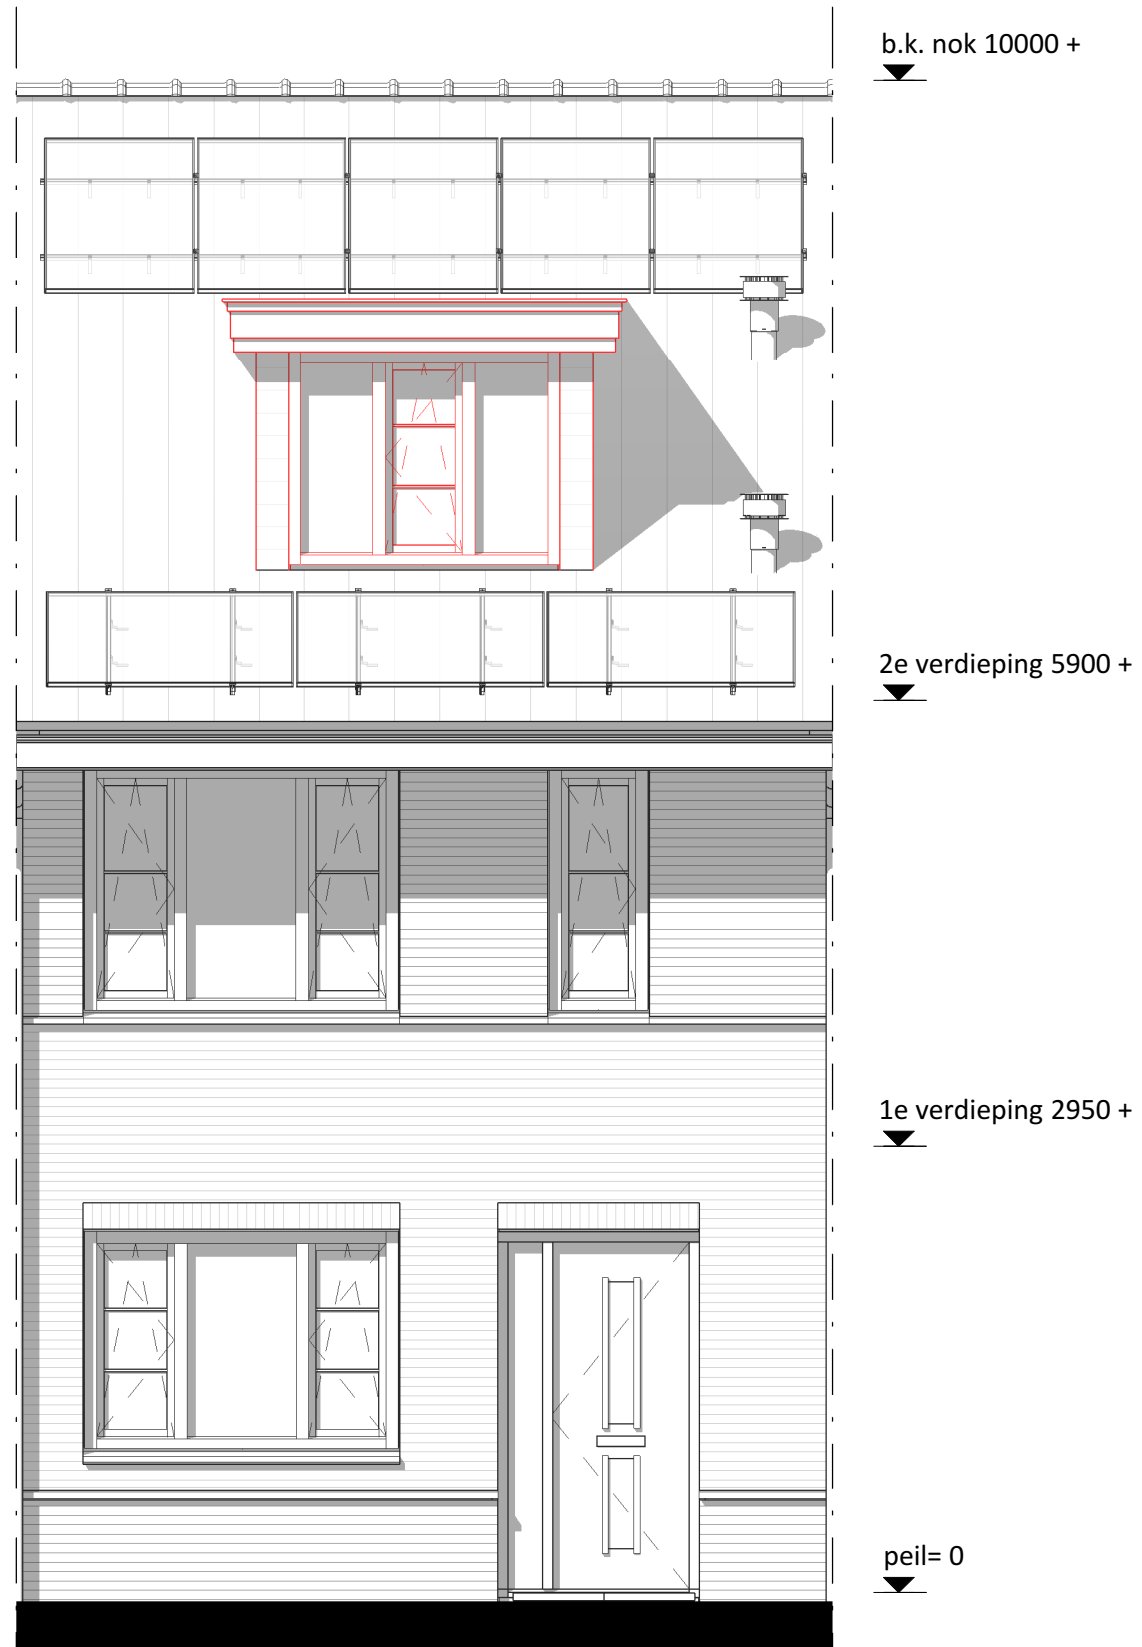 b.k. nok 10000 +
2e verdieping 5900 +
1e verdieping 2950 +
peil= 0